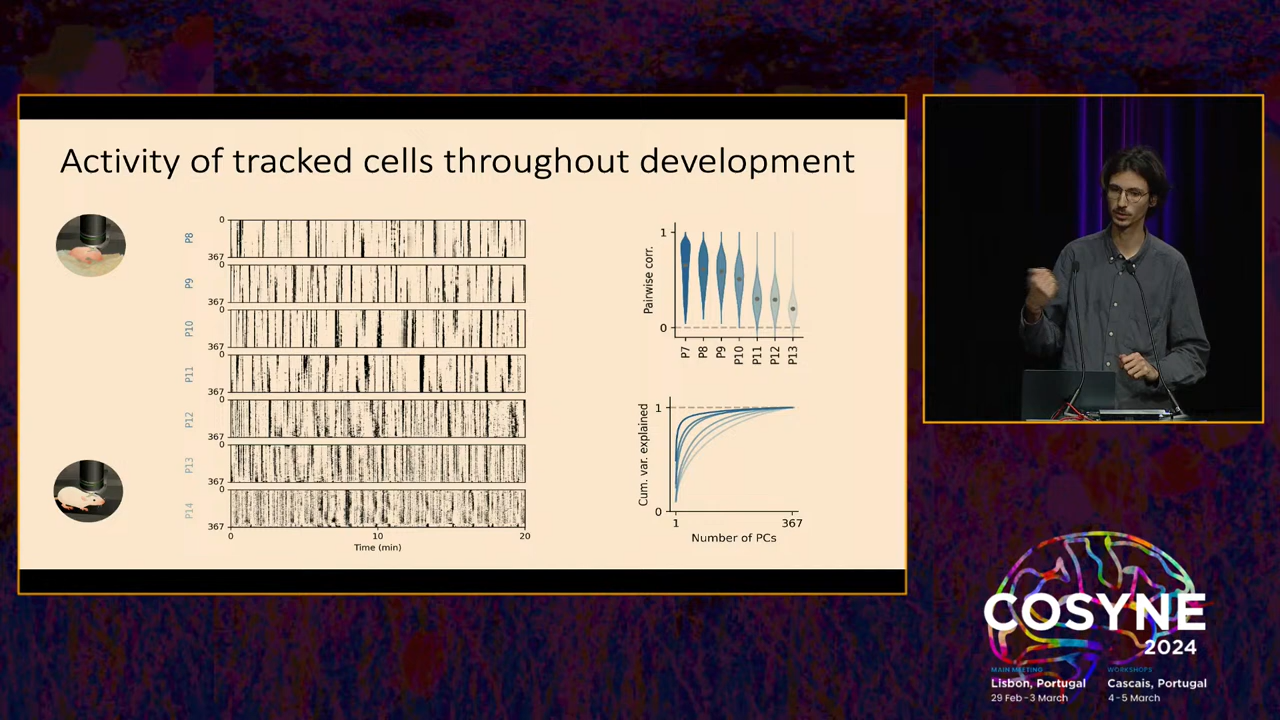 Activity of tracked cells throughout development
P8
0
367
P9
0
367
P10
0
367
P11
0
367
P12
0
367
P13
0
367
P14
0
367
0
10
20
Time (min)
Pairwise corr.
1
0
P7
P8
P9
P10
P11
P12
P13
Cum. var. explained
1
0
1
367
Number of PCs
COSYNE
2024
MAIN MEETING
Lisbon, Portugal
29 Feb - 3 March
WORKSHOPS
Cascais, Portugal
4 - 5 March